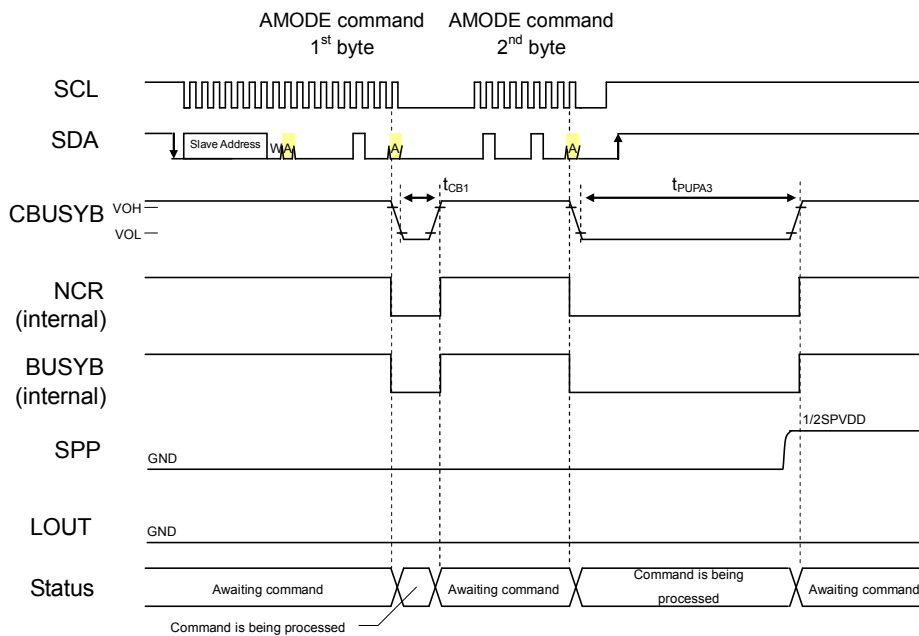 AMODE command
1st byte
AMODE command
2nd byte
SCL
SDA
Slave Address
W
A
A
A
tCB1
tPUPA3
CBUSYB
VOH
VOL
NCR
(internal)
BUSYB
(internal)
1/2SPVDD
SPP
GND
LOUT
GND
Status
Awaiting command
Awaiting command
Command is being
processed
Awaiting command
Command is being processed